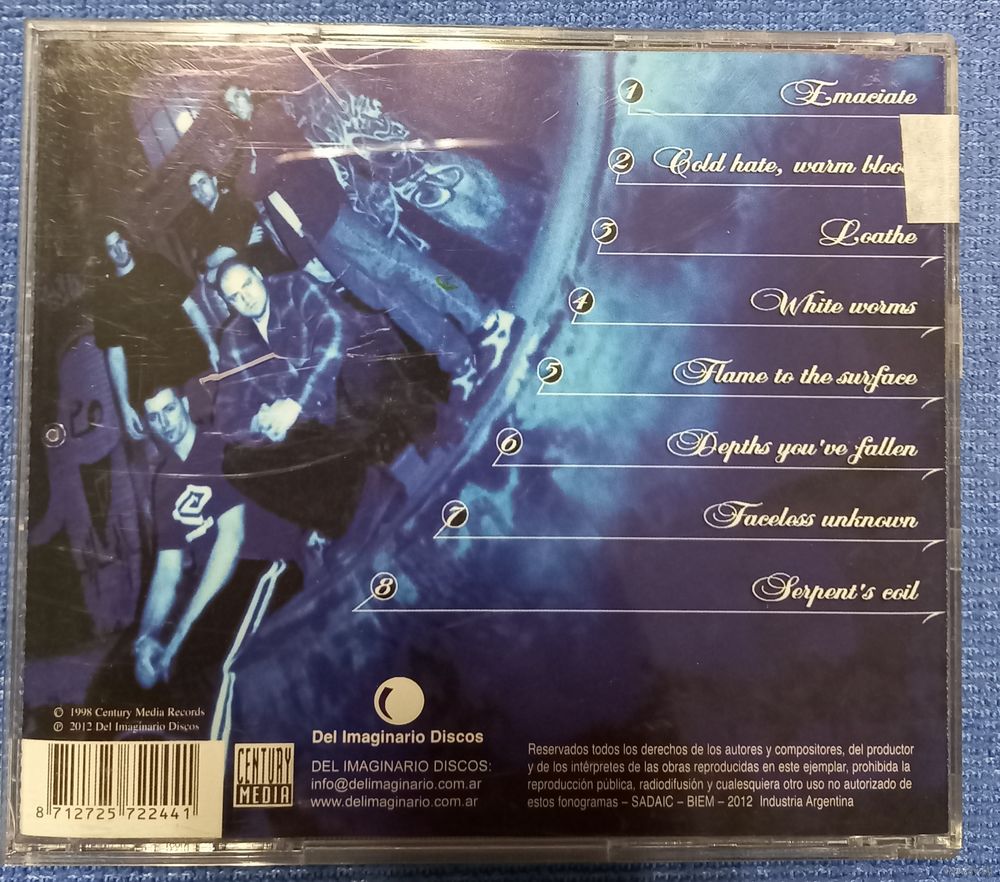 1 Emaciate
2 Cold hate, warm bloo
3 Loathe
4 White worms
5 Flame to the surface
6 Depths you've fallen
7 Faceless unknown
8 Serpent's coil
© 1998 Century Media Records
℗ 2012 Del Imaginario Discos
8 712725 722441
CENTURY
MEDIA
Del Imaginario Discos
DEL IMAGINARIO DISCOS:
info@delimaginario.com.ar
www.delimaginario.com.ar
Reservados todos los derechos de los autores y compositores, del productor
y de los intérpretes de las obras reproducidas en este ejemplar, prohibida la
reproducción pública, radiodifusión y cualesquiera otro uso no autorizado de
estos fonogramas – SADAIC – BIEM – 2012 Industria Argentina